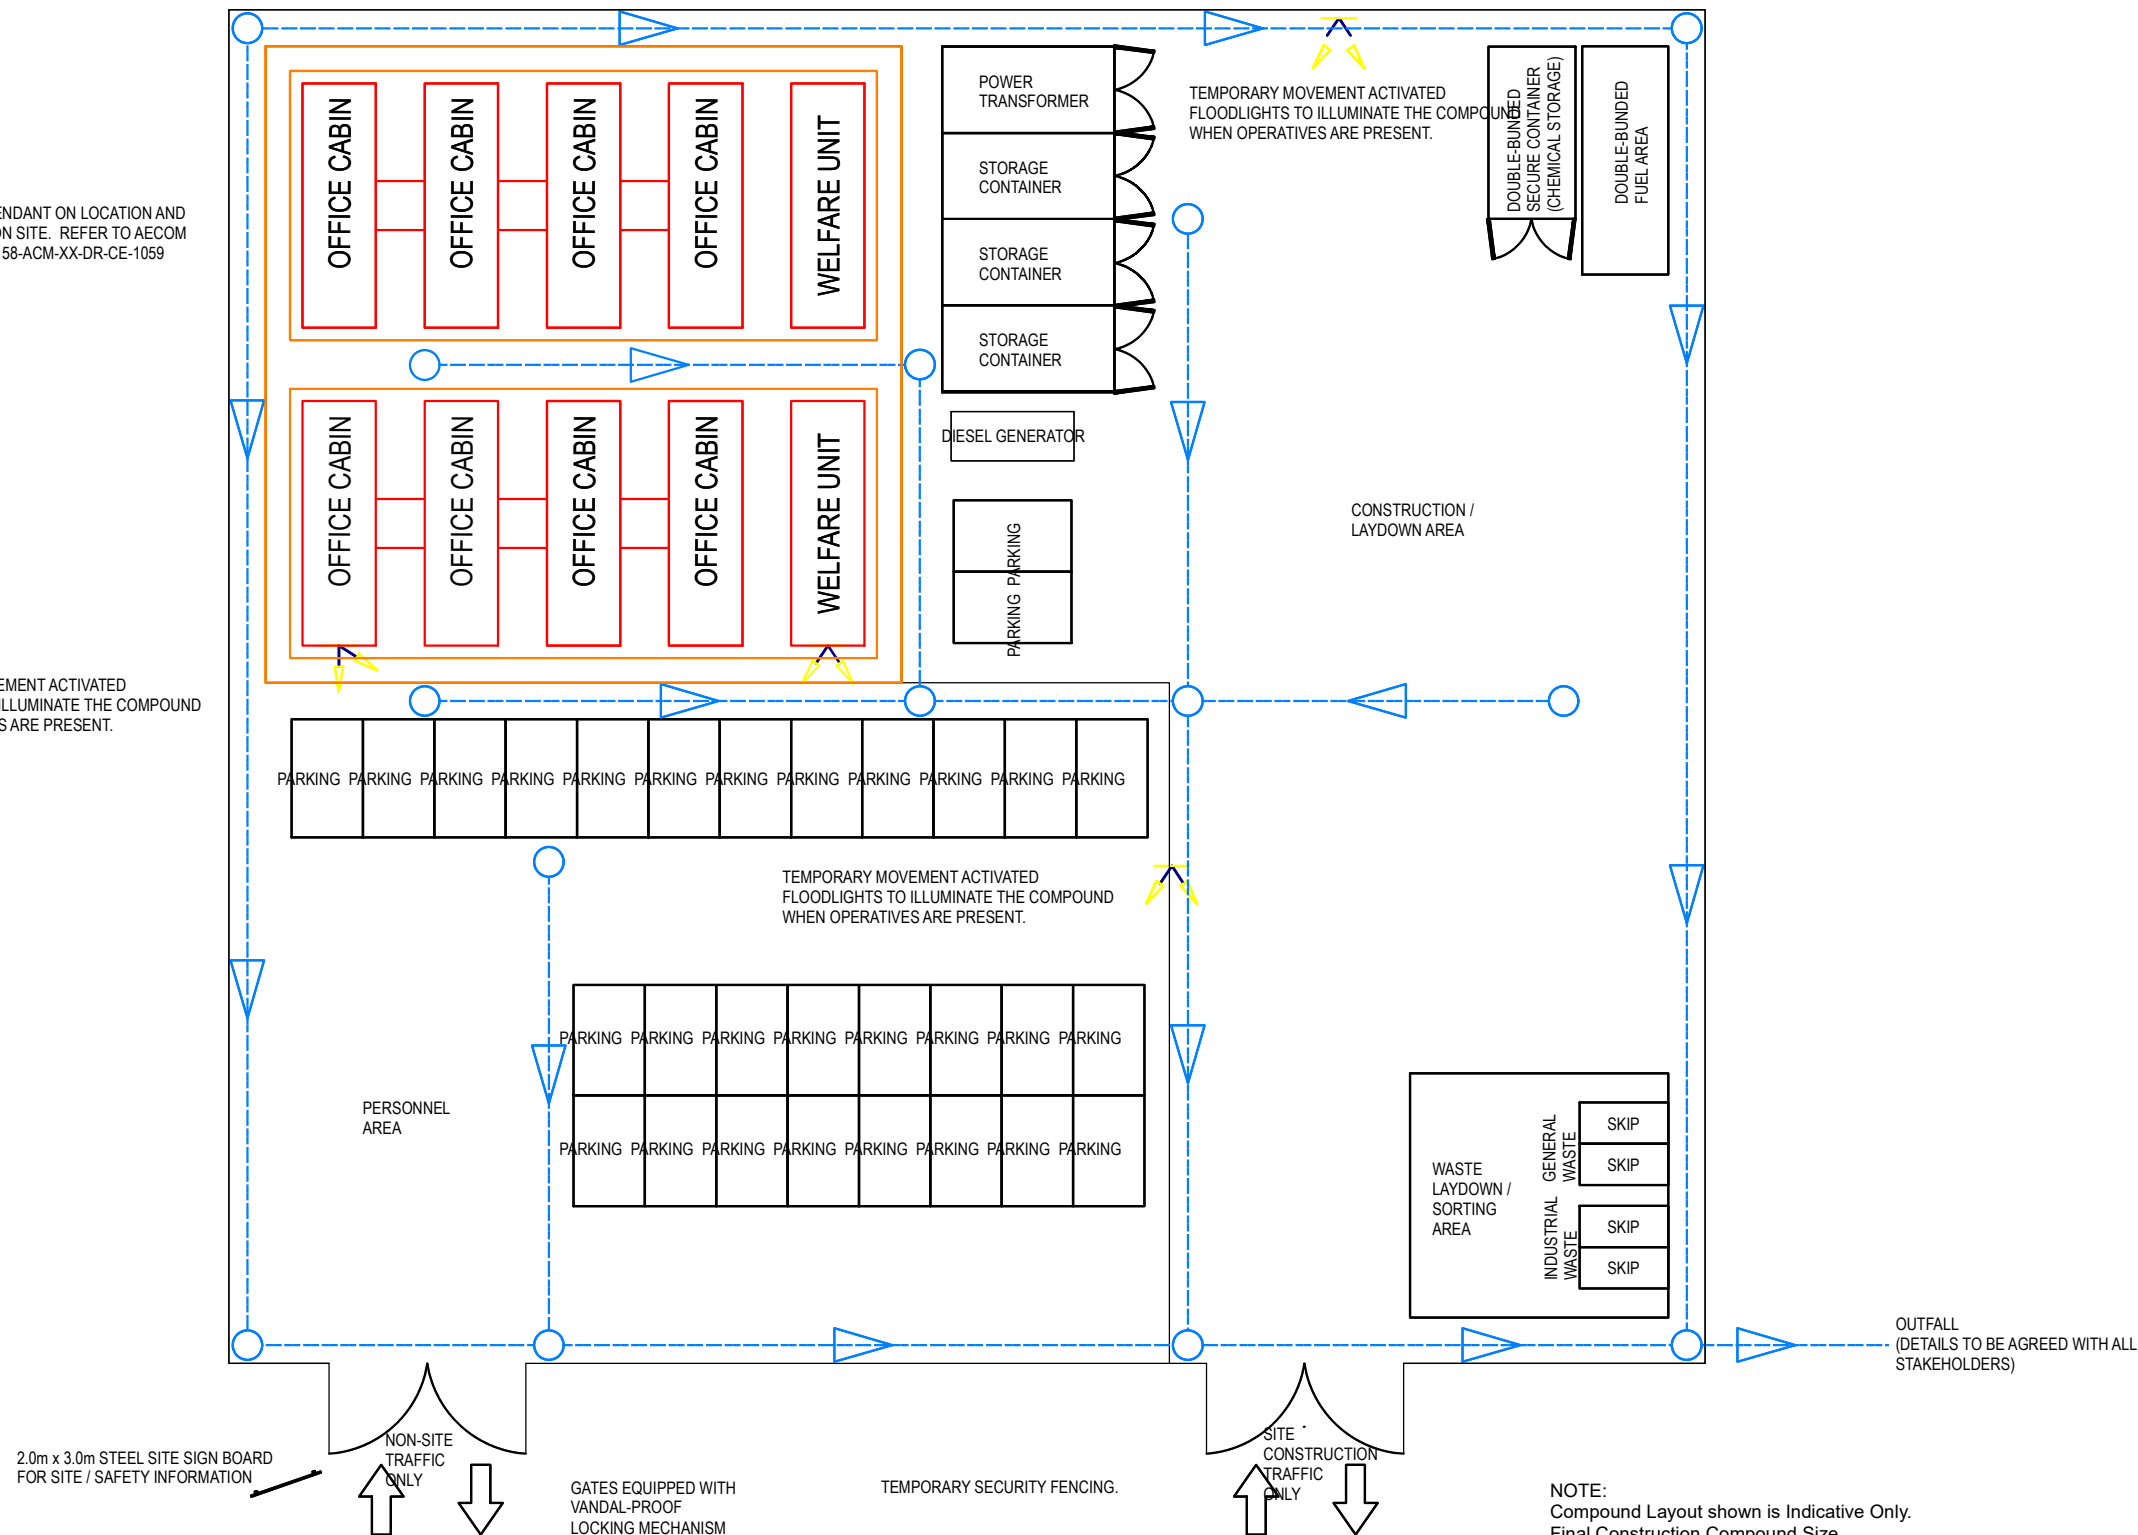 POWER
TRANSFORMER
STORAGE
CONTAINER
STORAGE
CONTAINER
STORAGE
CONTAINER
DIESEL GENERATOR
OFFICE CABIN
OFFICE CABIN
OFFICE CABIN
OFFICE CABIN
WELFARE UNIT
OFFICE CABIN
OFFICE CABIN
OFFICE CABIN
OFFICE CABIN
WELFARE UNIT
TEMPORARY MOVEMENT ACTIVATED
FLOODLIGHTS TO ILLUMINATE THE COMPOUND
WHEN OPERATIVES ARE PRESENT.
DOUBLE-BUNDED
SECURE CONTAINER
(CHEMICAL STORAGE)
DOUBLE-BUNDED
FUEL AREA
ON LOCATION AND
SITE. REFER TO AECOM
58-ACM-XX-DR-CE-1059
CONSTRUCTION /
LAYDOWN AREA
PARKING
PARKING
ACTIVATED
ILLUMINATE THE COMPOUND
ARE PRESENT.
PARKING PARKING PARKING PARKING PARKING PARKING PARKING PARKING PARKING PARKING PARKING PARKING
TEMPORARY MOVEMENT ACTIVATED
FLOODLIGHTS TO ILLUMINATE THE COMPOUND
WHEN OPERATIVES ARE PRESENT.
PARKING PARKING PARKING PARKING PARKING PARKING PARKING PARKING
PARKING PARKING PARKING PARKING PARKING PARKING PARKING PARKING
PERSONNEL
AREA
WASTE
LAYDOWN /
SORTING
AREA
GENERAL
WASTE
SKIP
SKIP
INDUSTRIAL
WASTE
SKIP
SKIP
OUTFALL
(DETAILS TO BE AGREED WITH ALL
STAKEHOLDERS)
2.0m x 3.0m STEEL SITE SIGN BOARD
FOR SITE / SAFETY INFORMATION
NON-SITE
TRAFFIC
ONLY
GATES EQUIPPED WITH
VANDAL-PROOF
LOCKING MECHANISM
TEMPORARY SECURITY FENCING.
SITE
CONSTRUCTION
TRAFFIC
ONLY
NOTE:
Compound Layout shown is Indicative Only.
Final Construction Compound Size